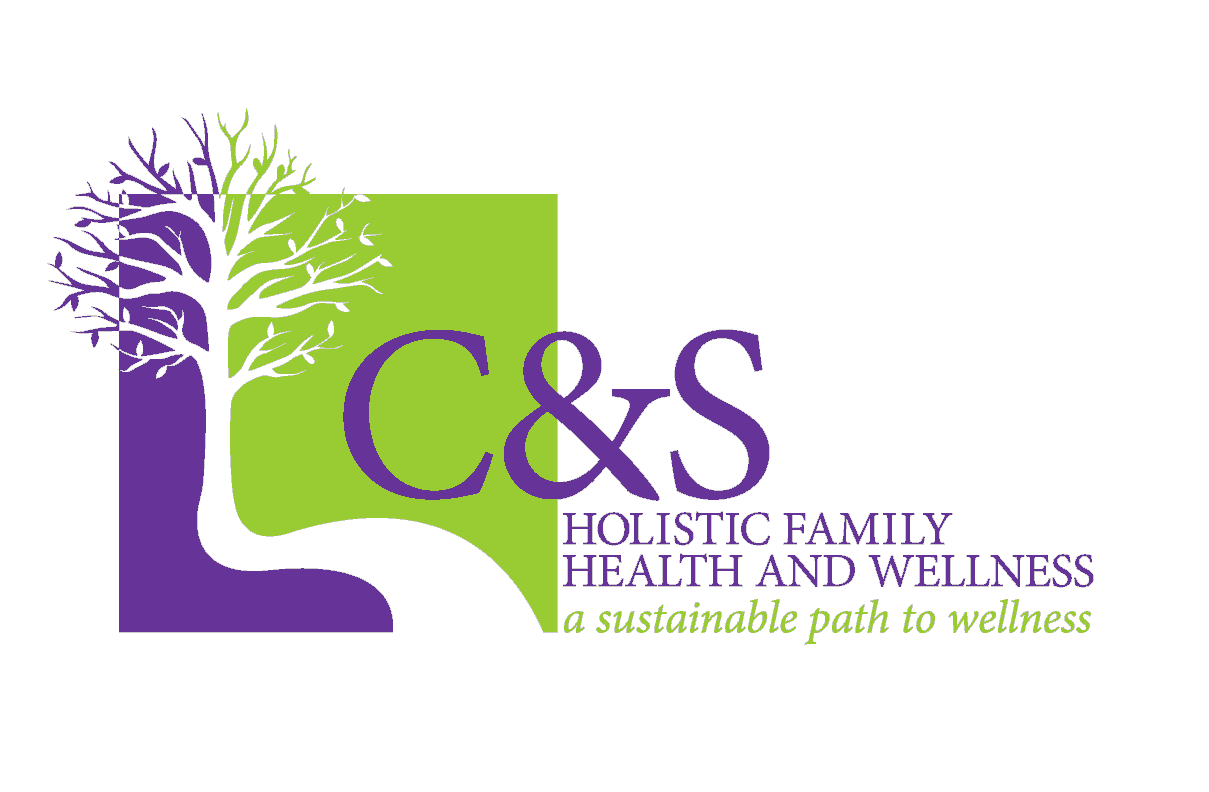 C&S
HOLISTIC FAMILY
HEALTH AND WELLNESS
a sustainable path to wellness